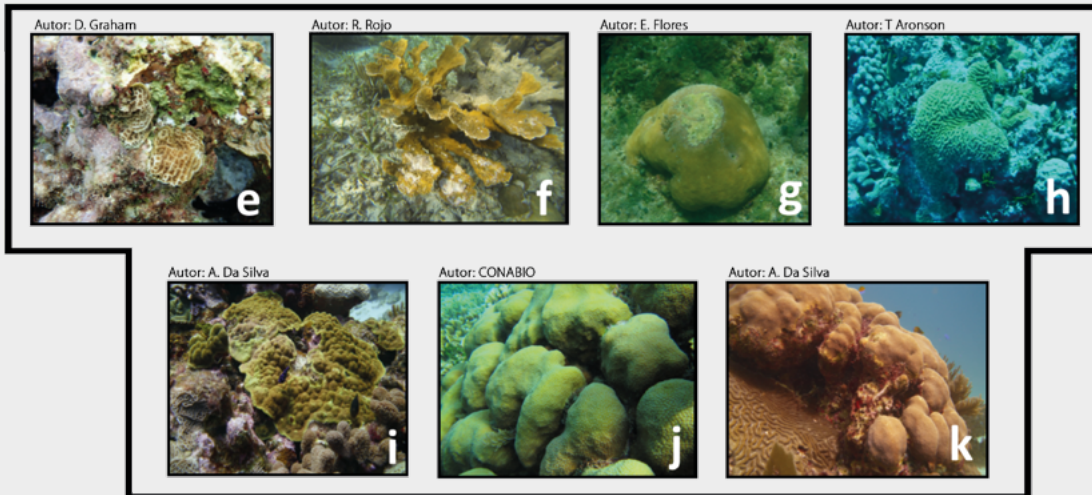 Autor: D. Graham
Autor: R. Rojo
Autor: E. Flores
Autor: T Aronson
e
f
g
h
Autor: A. Da Silva
Autor: CONABIO
Autor: A. Da Silva
i
j
k